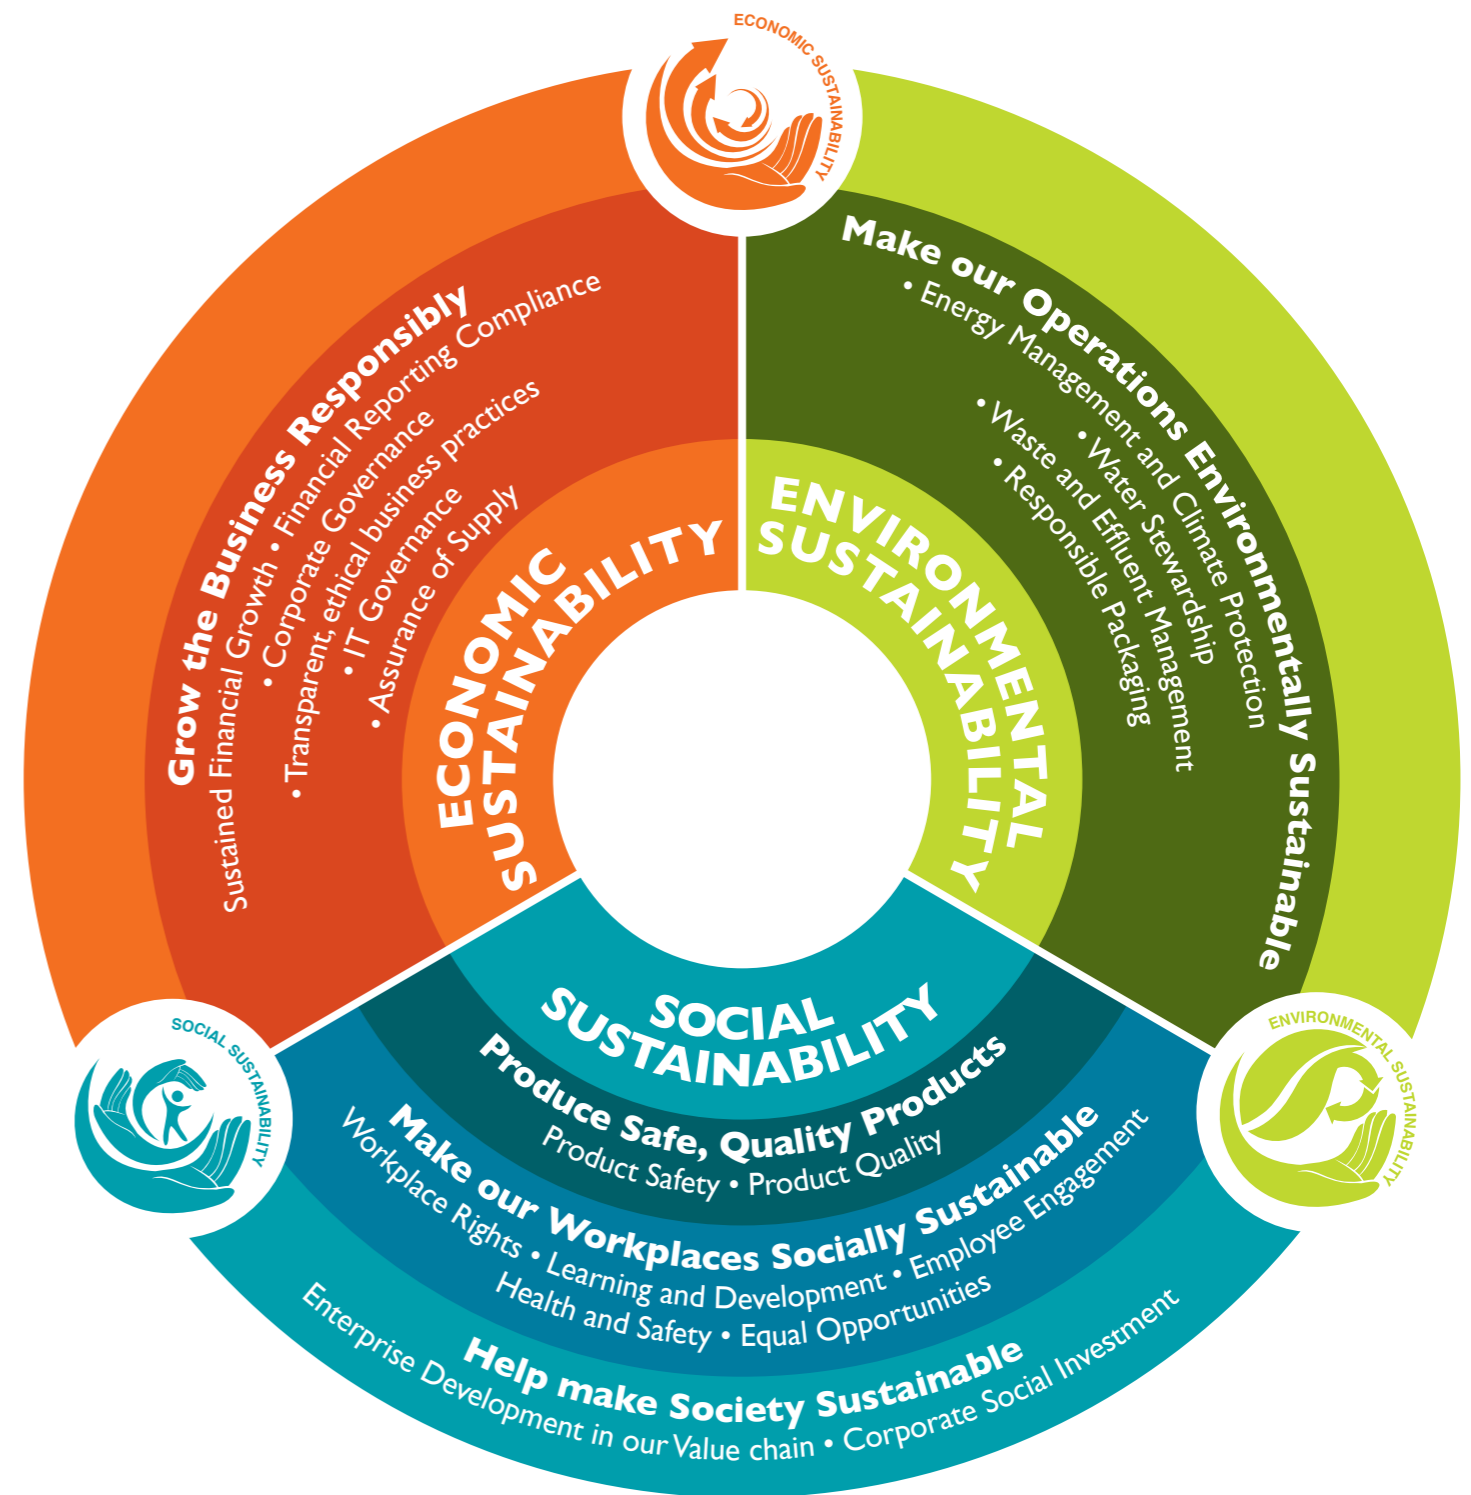 ECONOMIC SUSTAINABILITY
Grow the Business Responsibly
Sustained Financial Growth • Financial Reporting Compliance
• Corporate Governance
• Transparent, ethical business practices
• IT Governance
• Assurance of Supply
ECONOMIC
SUSTAINABILITY
Make our Operations Environmentally Sustainable
• Energy Management and Climate Protection
• Water Stewardship
• Waste and Effluent Management
• Responsible Packaging
ENVIRONMENTAL
SUSTAINABILITY
ENVIRONMENTAL SUSTAINABILITY
SOCIAL SUSTAINABILITY
SOCIAL
SUSTAINABILITY
Produce Safe, Quality Products
Product Safety • Product Quality
Make our Workplaces Socially Sustainable
Workplace Rights • Learning and Development • Employee Engagement
Health and Safety • Equal Opportunities
Help make Society Sustainable
Enterprise Development in our Value chain • Corporate Social Investment